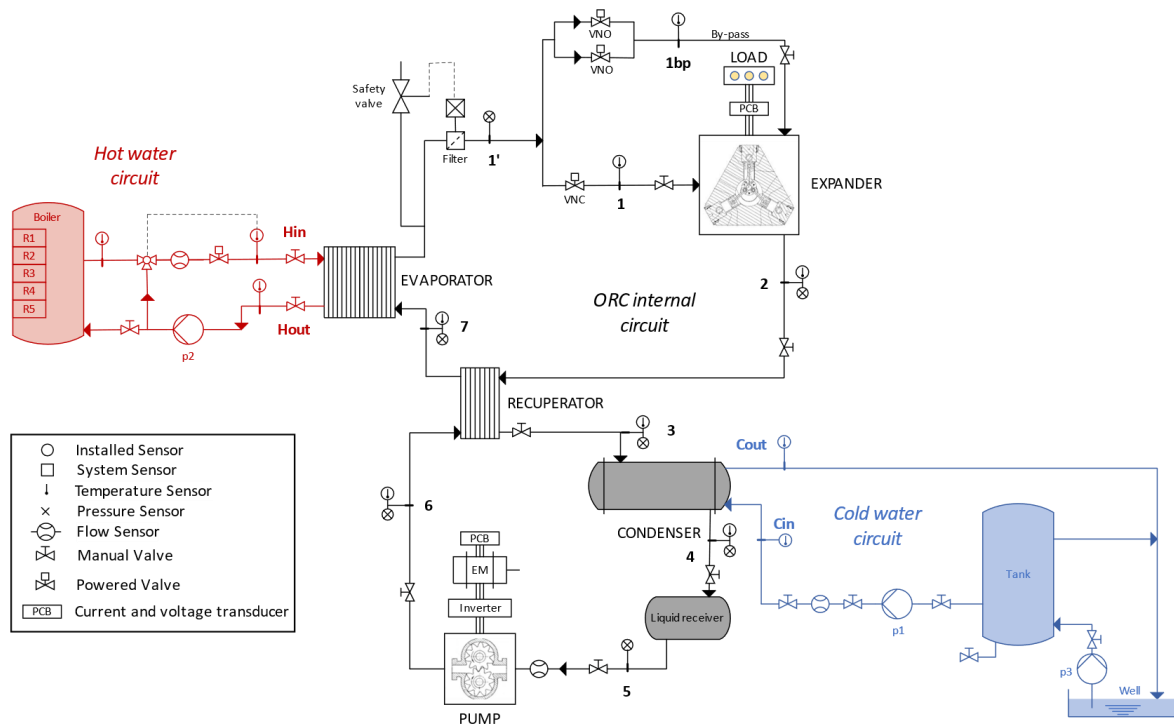 VNO
VNO
1bp
By-pass
LOAD
PCB
EXPANDER
Safety
valve
Filter
1'
VNC
1
Hot water
circuit
Boiler
R1
R2
R3
R4
R5
Hin
Hout
p2
EVAPORATOR
7
ORC internal
circuit
2
RECUPERATOR
3
6
CONDENSER
4
Liquid receiver
5
PCB
EM
Inverter
PUMP
Cout
Cin
Cold water
circuit
Tank
p1
p3
Well
Installed Sensor
System Sensor
Temperature Sensor
Pressure Sensor
Flow Sensor
Manual Valve
Powered Valve
PCB Current and voltage transducer